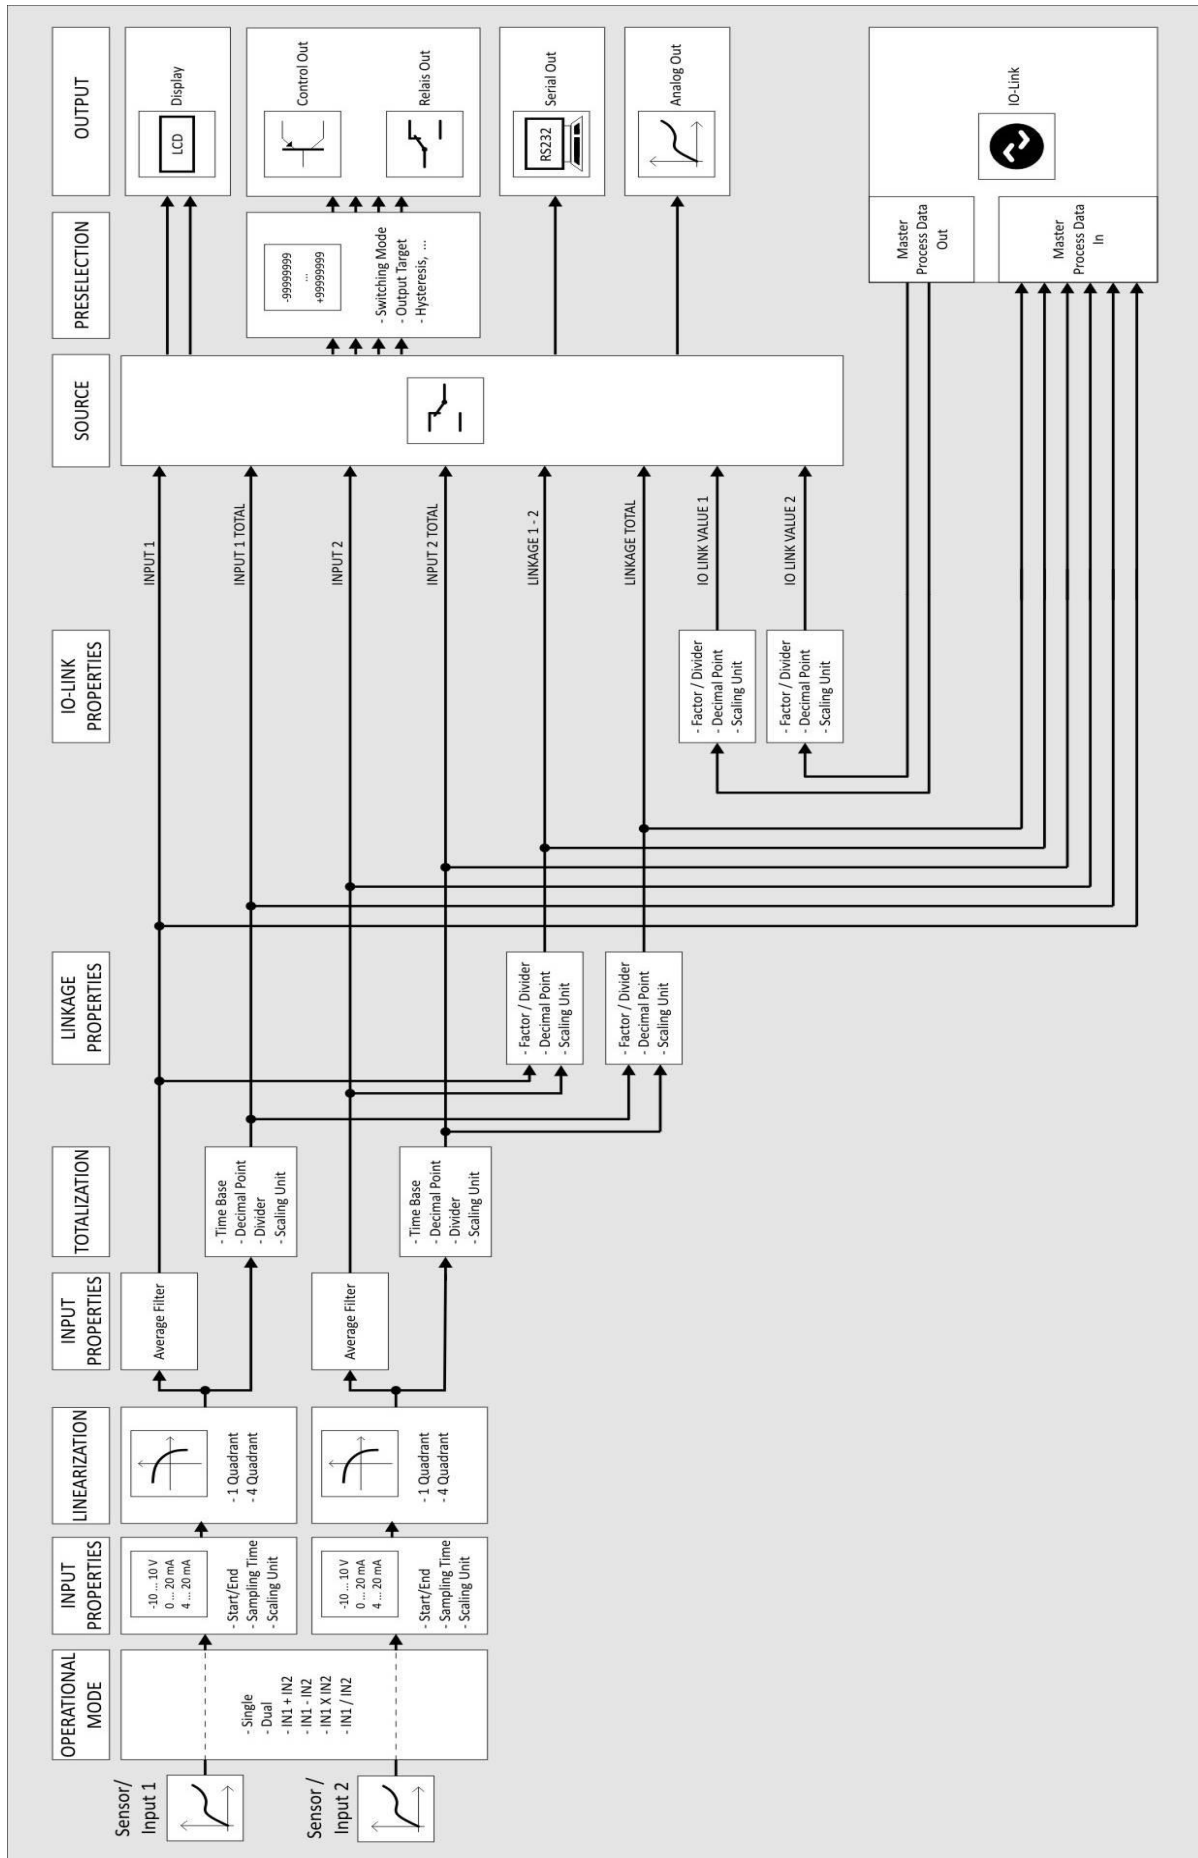 Sensor/
Input 1
Sensor /
Input 2
OPERATIONAL
MODE
- Single
- Dual
- IN1 + IN2
- IN1 - IN2
- IN1 X IN2
- IN1 / IN2
INPUT
PROPERTIES
-10 ... 10 V
0 ... 20 mA
4 ... 20 mA
- Start/End
- Sampling Time
- Scaling Unit
-10 ... 10 V
0 ... 20 mA
4 ... 20 mA
- Start/End
- Sampling Time
- Scaling Unit
LINEARIZATION
- 1 Quadrant
- 4 Quadrant
- 1 Quadrant
- 4 Quadrant
INPUT
PROPERTIES
Average Filter
Average Filter
TOTALIZATION
- Time Base
- Decimal Point
- Divider
- Scaling Unit
- Time Base
- Decimal Point
- Divider
- Scaling Unit
LINKAGE
PROPERTIES
- Factor / Divider
- Decimal Point
- Scaling Unit
- Factor / Divider
- Decimal Point
- Scaling Unit
IO-LINK
PROPERTIES
- Factor / Divider
- Decimal Point
- Scaling Unit
- Factor / Divider
- Decimal Point
- Scaling Unit
INPUT 1
INPUT 1 TOTAL
INPUT 2
INPUT 2 TOTAL
LINKAGE 1 - 2
LINKAGE TOTAL
IO LINK VALUE 1
IO LINK VALUE 2
SOURCE
PRESELECTION
-99999999
...
+99999999
- Switching Mode
- Output Target
- Hysteresis, ...
OUTPUT
LCD
Display
Control Out
Relais Out
RS232
Serial Out
Analog Out
Master
Process Data
Out
Master
Process Data
In
IO-Link